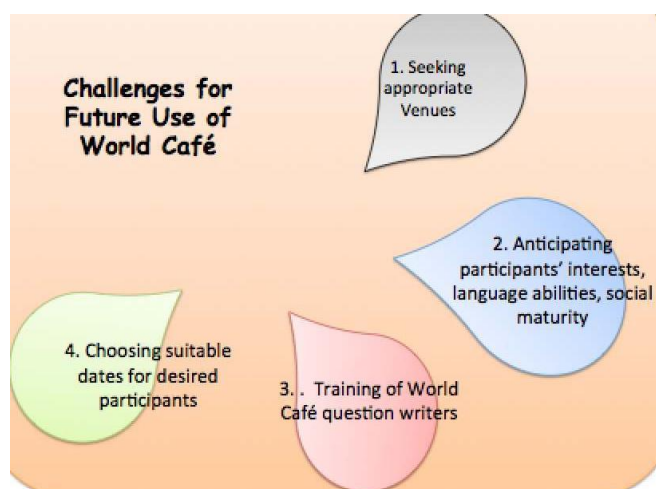 Challenges for
Future Use of
World Café
1. Seeking
appropriate
Venues
2. Anticipating
participants’ interests,
language abilities, social
maturity
3. . Training of World
Café question writers
4. Choosing suitable
dates for desired
participants